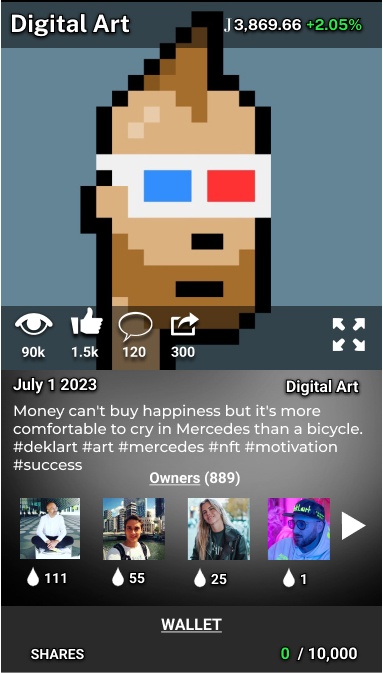 Digital Art
J 3,869.66 +2.05%
90k 1.5k 120 300
July 1 2023 Digital Art
Money can't buy happiness but it's more
comfortable to cry in Mercedes than a bicycle.
#deklart #art #mercedes #nft #motivation
#success
Owners (889)
111 55 25 1
WALLET
SHARES 0 / 10,000